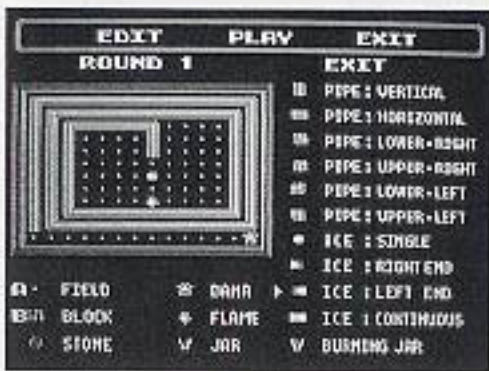 EDIT PLAY EXIT
ROUND 1
EXIT
PIPE : VERTICAL
PIPE : HORIZONTAL
PIPE : LOWER-RIGHT
PIPE : UPPER-RIGHT
PIPE : LOWER-LEFT
PIPE : UPPER-LEFT
ICE : SINGLE
ICE : RIGHT END
ICE : LEFT END
ICE : CONTINUOUS
BURNING JAR
A FIELD
B BLOCK
STONE
DANA
FLAME
JAR